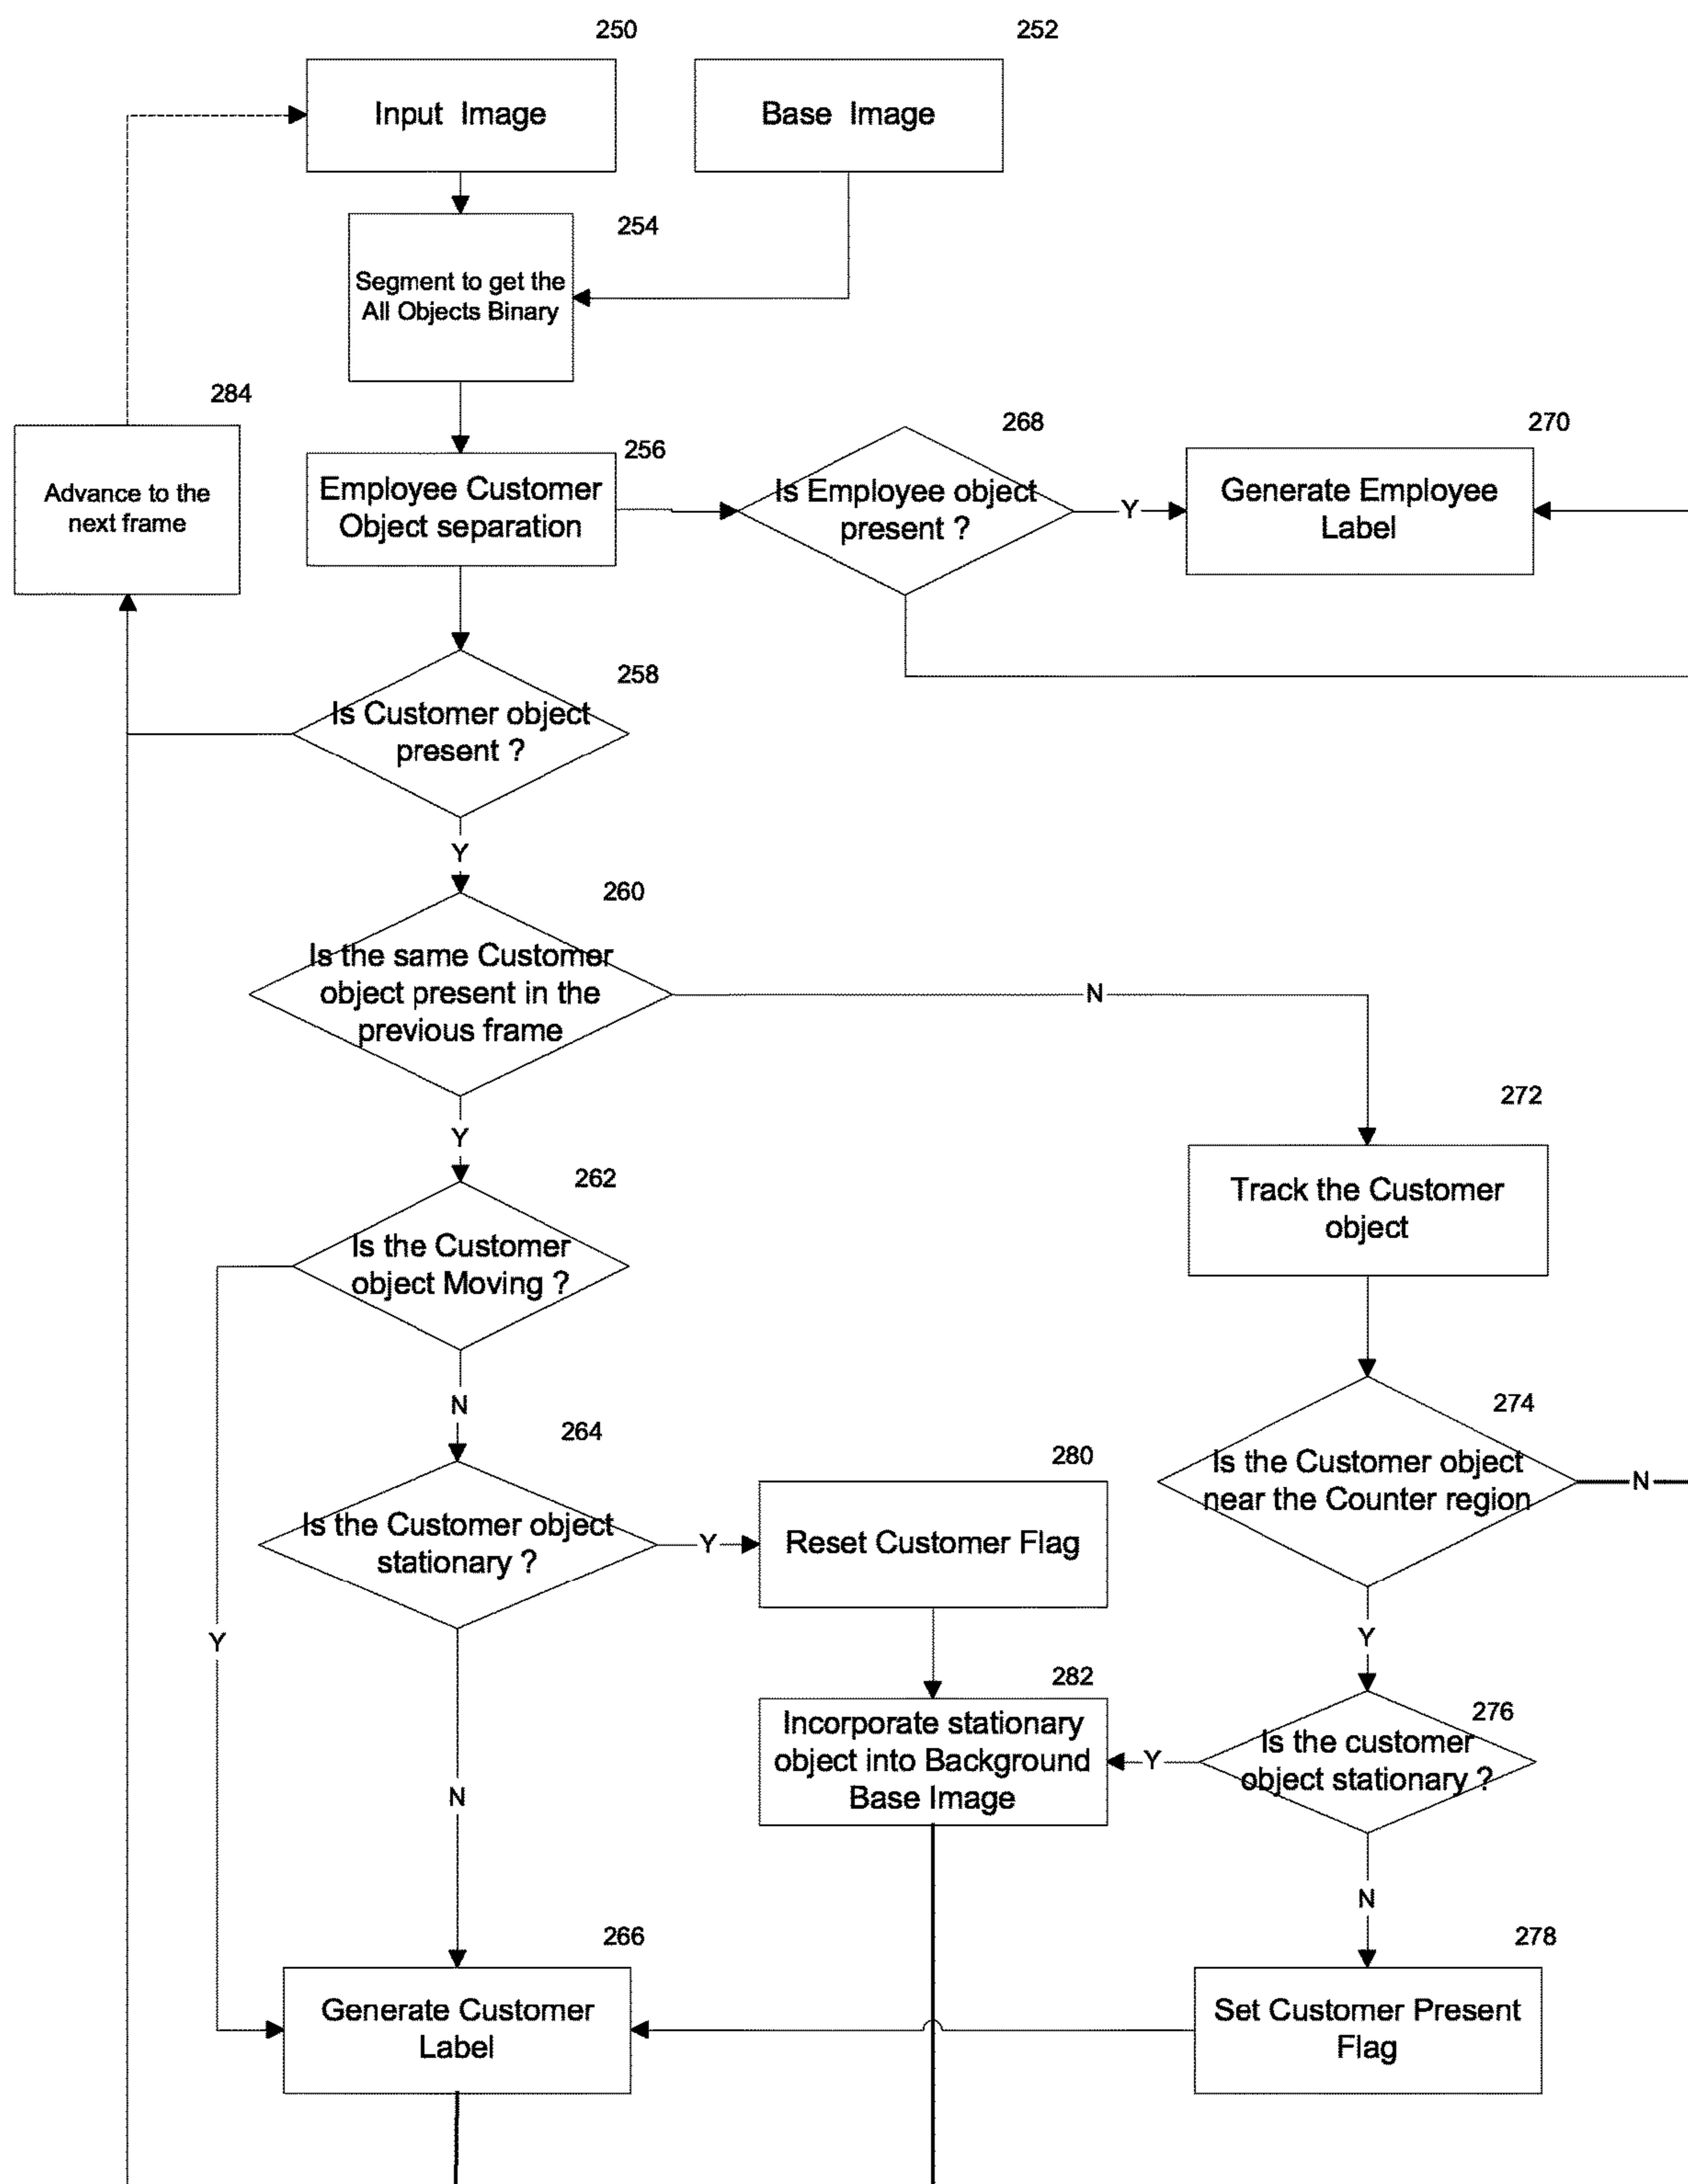 250
252
Input Image
Base Image
254
Segment to get the
All Objects Binary
284
Advance to the
next frame
256
Employee Customer
Object separation
268
Is Employee object
present ?
Y
270
Generate Employee
Label
258
Is Customer object
present ?
Y
260
Is the same Customer
object present in the
previous frame
N
Y
272
Track the Customer
object
262
Is the Customer
object Moving ?
N
274
Is the Customer object
near the Counter region
N
264
Is the Customer object
stationary ?
Y
280
Reset Customer Flag
Y
Y
282
Incorporate stationary
object into Background
Base Image
276
Is the customer
object stationary ?
Y
N
N
266
Generate Customer
Label
278
Set Customer Present
Flag